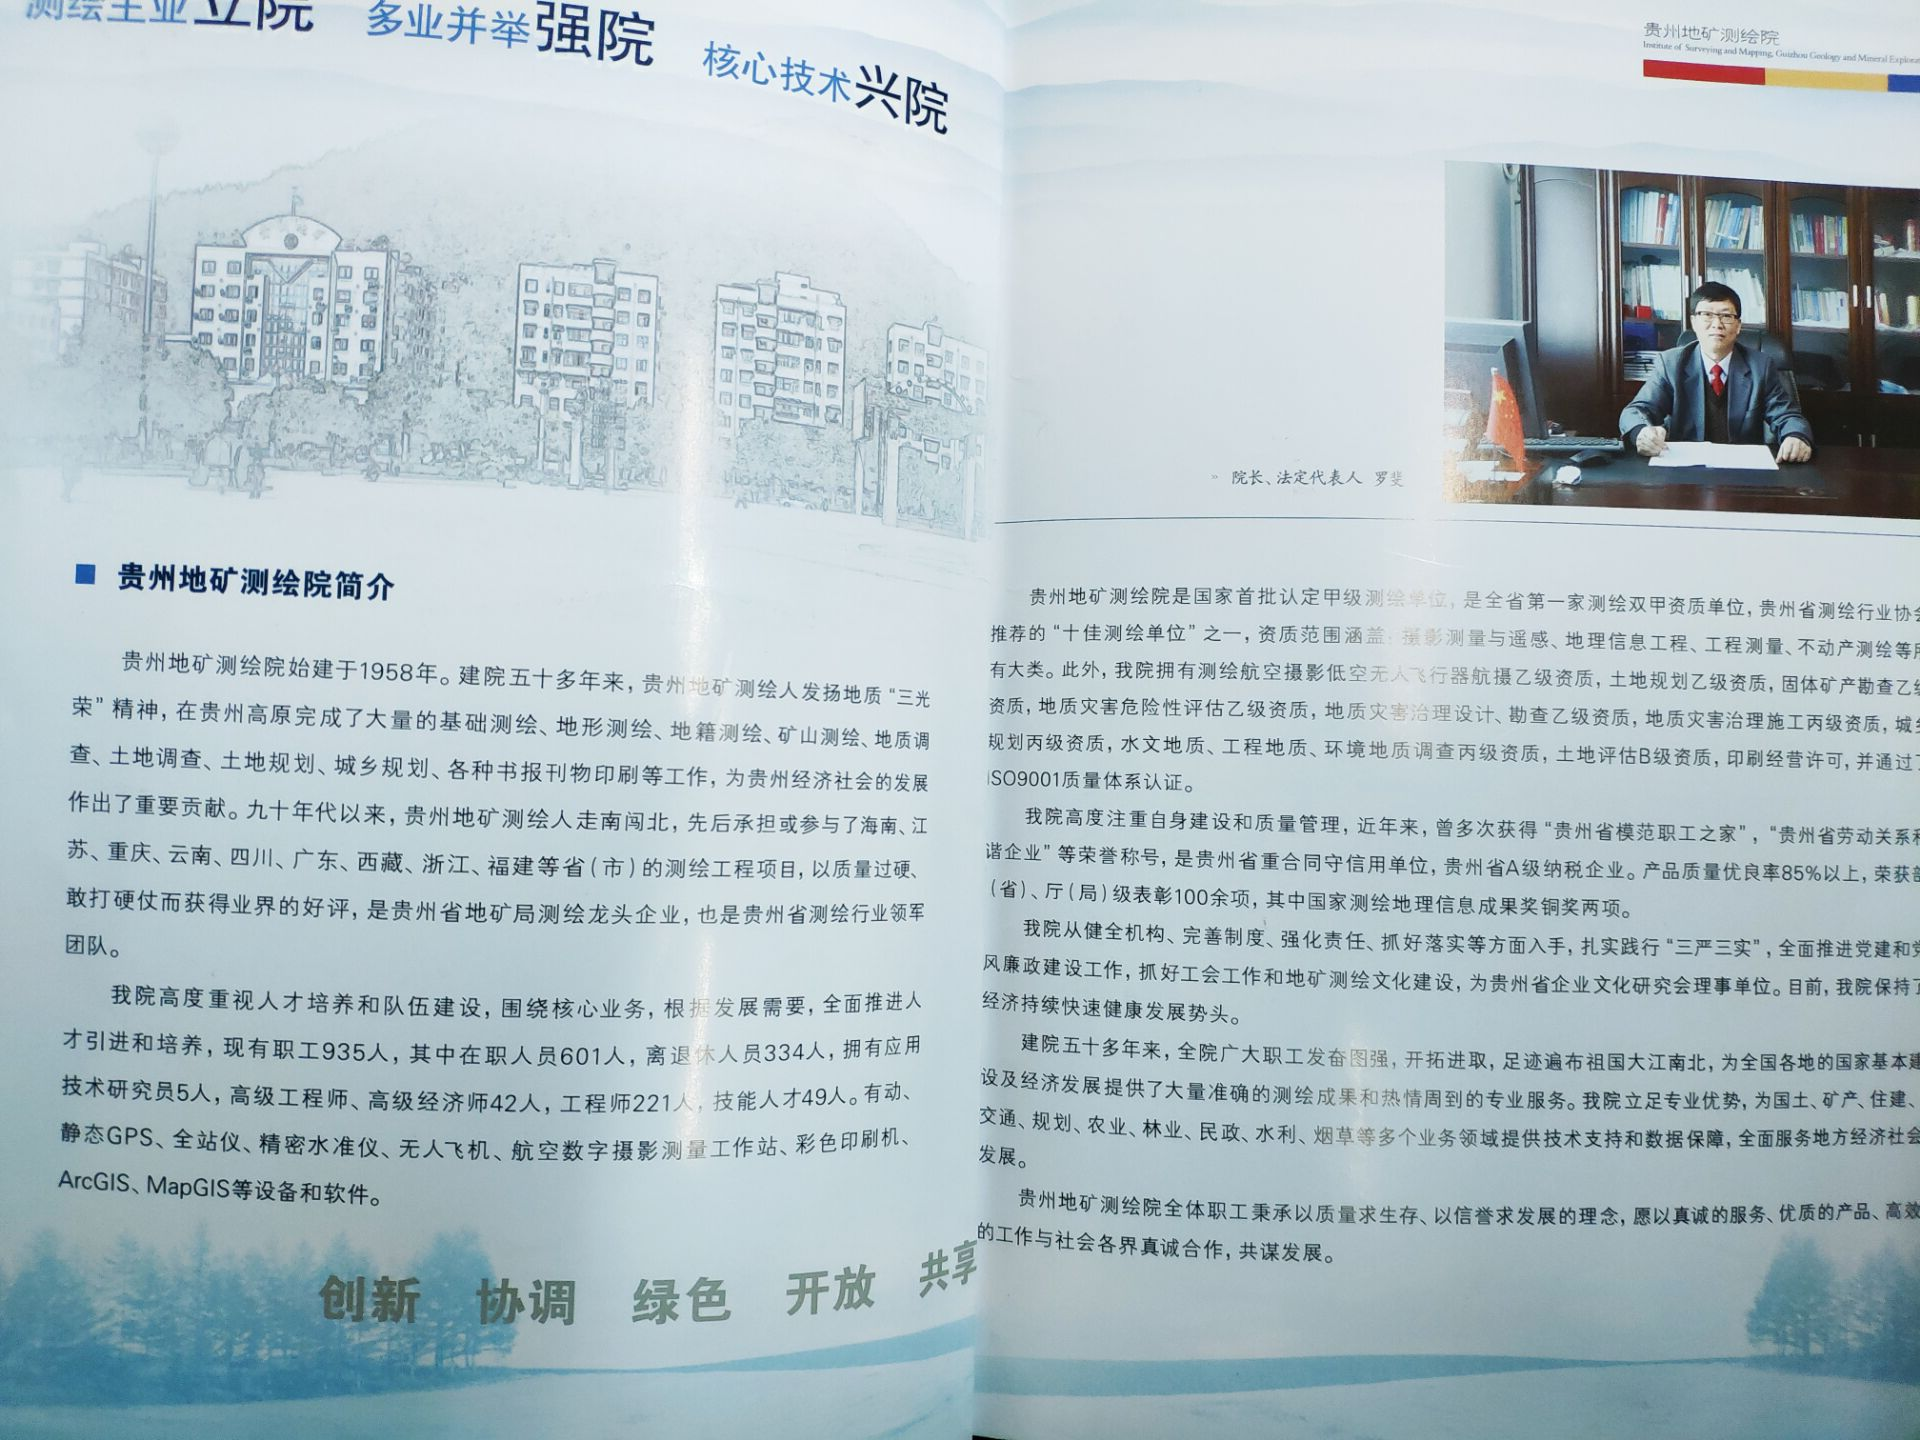 测绘主业立院 多业并举强院 核心技术兴院
■ 贵州地矿测绘院简介
贵州地矿测绘院始建于1958年。建院五十多年来，贵州地矿测绘人发扬地质“三光
荣”精神，在贵州高原完成了大量的基础测绘、地形测绘、地籍测绘、矿山测绘、地质调
查、土地调查、土地规划、城乡规划、各种书报刊物印刷等工作，为贵州经济社会的发展
作出了重要贡献。九十年代以来，贵州地矿测绘人走南闯北，先后承担或参与了海南、江
苏、重庆、云南、四川、广东、西藏、浙江、福建等省（市）的测绘工程项目，以质量过硬、
敢打硬仗而获得业界的好评，是贵州省地矿局测绘龙头企业，也是贵州省测绘行业领军
团队。
我院高度重视人才培养和队伍建设，围绕核心业务，根据发展需要，全面推进人
才引进和培养，现有职工935人，其中在职人员601人，离退休人员334人，拥有应用
技术研究员5人，高级工程师、高级经济师42人，工程师221人，技能人才49人。有动、
静态GPS、全站仪、精密水准仪、无人飞机、航空数字摄影测量工作站、彩色印刷机、
ArcGIS、MapGIS等设备和软件。
创新 协调 绿色 开放 共享
贵州地矿测绘院
Institute of Surveying and Mapping, Guizhou Geology and Mineral
» 院长、法定代表人 罗斐
贵州地矿测绘院是国家首批认定甲级测绘单位，是全省第一家测绘双甲资质单位，贵州省测绘行业协会
推荐的“十佳测绘单位”之一，资质范围涵盖：摄影测量与遥感、地理信息工程、工程测量、不动产测绘等所
有大类。此外，我院拥有测绘航空摄影低空无人飞行器航摄乙级资质，土地规划乙级资质，固体矿产勘查乙级
资质，地质灾害危险性评估乙级资质，地质灾害治理设计、勘查乙级资质，地质灾害治理施工丙级资质，城乡
规划丙级资质，水文地质、工程地质、环境地质调查丙级资质，土地评估B级资质，印刷经营许可，并通过了
ISO9001质量体系认证。
我院高度注重自身建设和质量管理，近年来，曾多次获得“贵州省模范职工之家”，“贵州省劳动关系和
谐企业”等荣誉称号，是贵州省重合同守信用单位，贵州省A级纳税企业。产品质量优良率85%以上，荣获部
（省）、厅（局）级表彰100余项，其中国家测绘地理信息成果奖铜奖两项。
我院从健全机构、完善制度、强化责任、抓好落实等方面入手，扎实践行“三严三实”，全面推进党建和党
风廉政建设工作，抓好工会工作和地矿测绘文化建设，为贵州省企业文化研究会理事单位。目前，我院保持了
经济持续快速健康发展势头。
建院五十多年来，全院广大职工发奋图强，开拓进取，足迹遍布祖国大江南北，为全国各地的国家基本建
设及经济发展提供了大量准确的测绘成果和热情周到的专业服务。我院立足专业优势，为国土、矿产、住建、
交通、规划、农业、林业、民政、水利、烟草等多个业务领域提供技术支持和数据保障，全面服务地方经济社会
发展。
贵州地矿测绘院全体职工秉承以质量求生存、以信誉求发展的理念，愿以真诚的服务、优质的产品、高效
的工作与社会各界真诚合作，共谋发展。